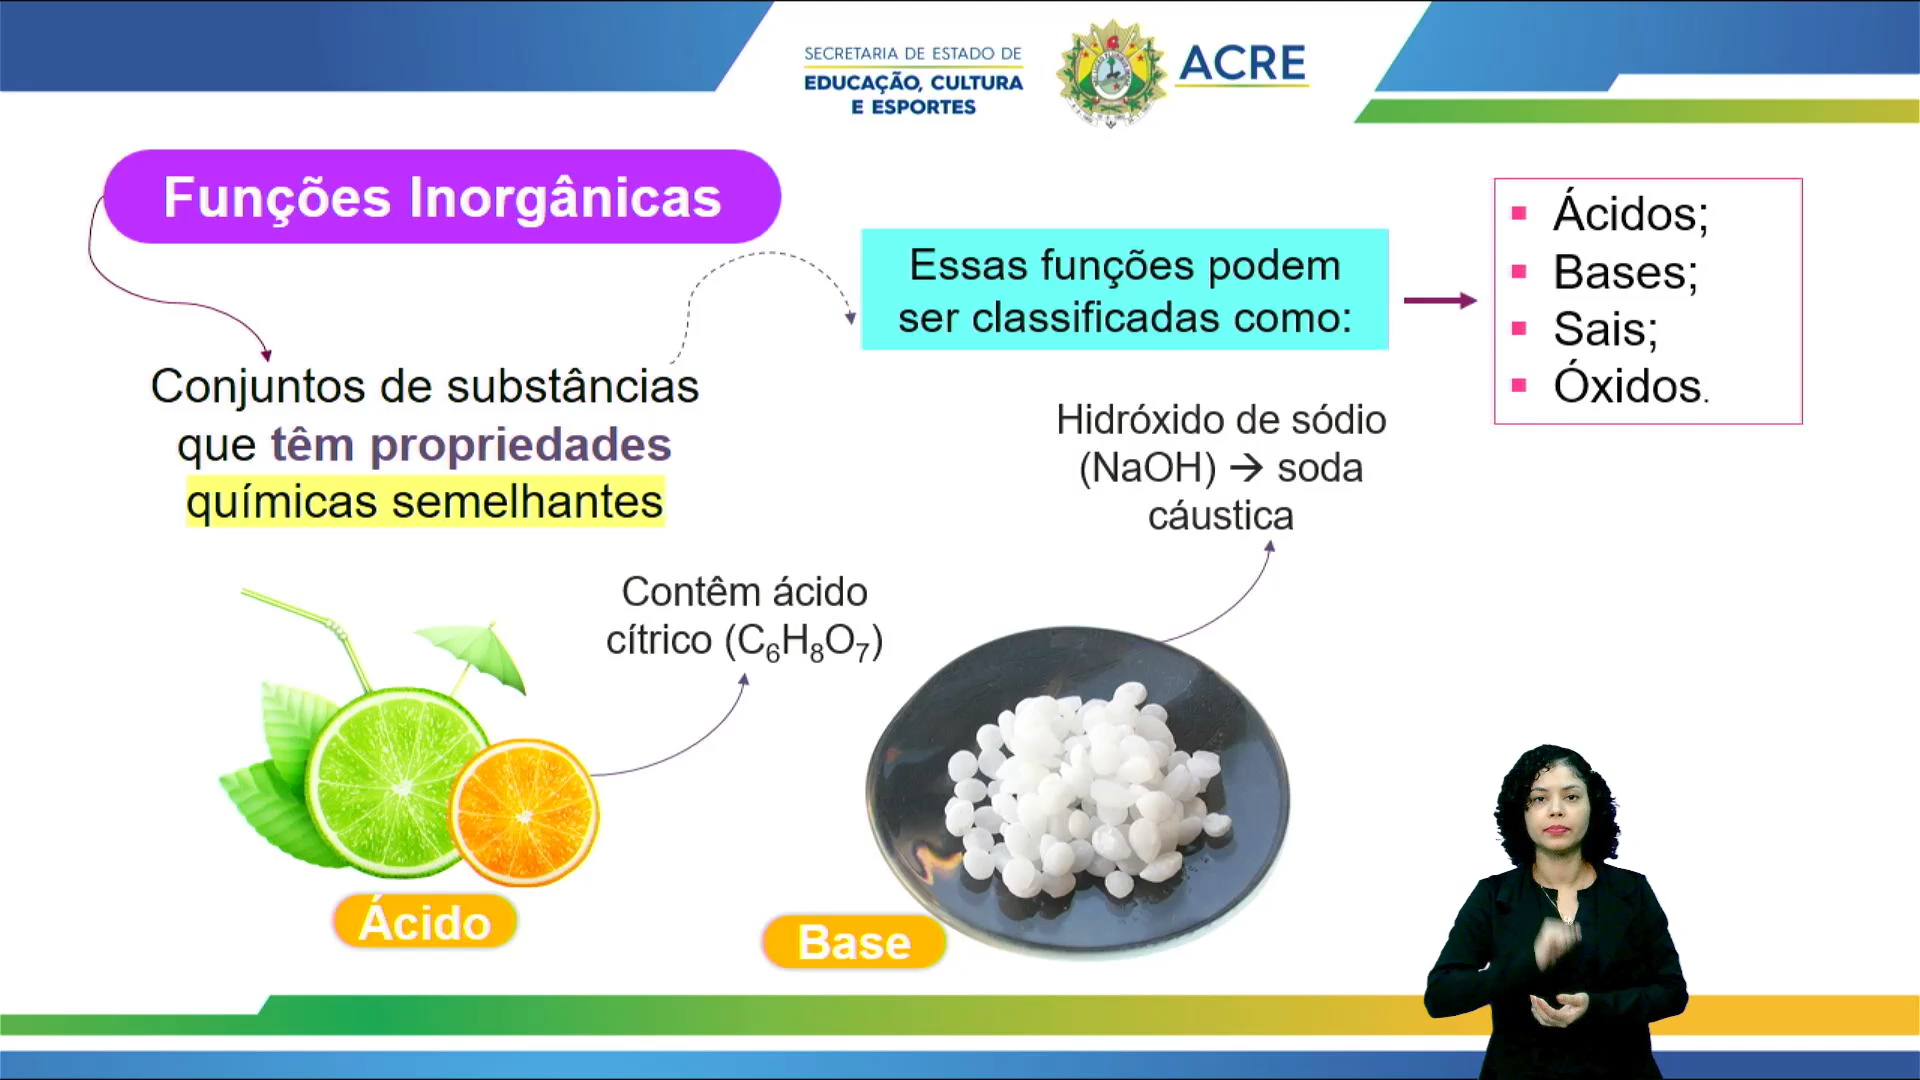 SECRETARIA DE ESTADO DE
EDUCAÇÃO, CULTURA
E ESPORTES
ACRE
Funções Inorgânicas
Essas funções podem
ser classificadas como:
▪ Ácidos;
▪ Bases;
▪ Sais;
▪ Óxidos.
Conjuntos de substâncias
que têm propriedades
químicas semelhantes
Hidróxido de sódio
(NaOH) → soda
cáustica
Contêm ácido
cítrico (C₆H₈O₇)
Ácido
Base